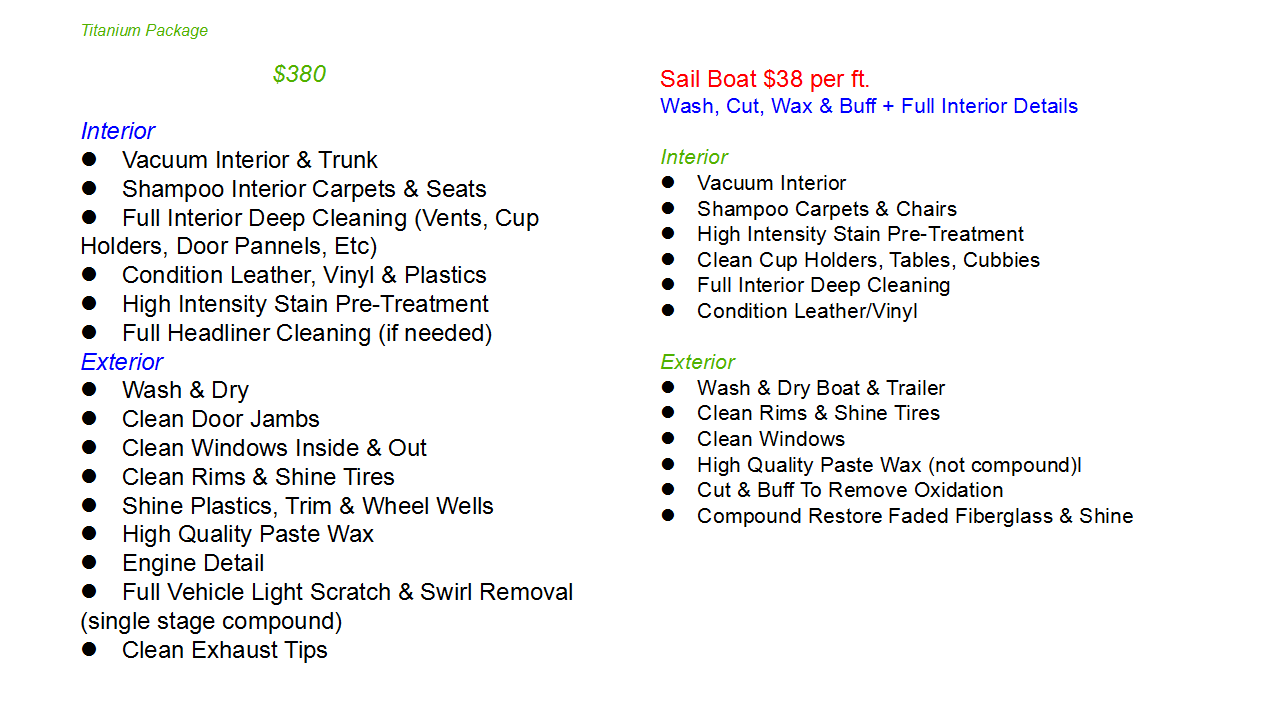 Titanium Package
$380
Interior
● Vacuum Interior & Trunk
● Shampoo Interior Carpets & Seats
● Full Interior Deep Cleaning (Vents, Cup
Holders, Door Pannels, Etc)
● Condition Leather, Vinyl & Plastics
● High Intensity Stain Pre-Treatment
● Full Headliner Cleaning (if needed)
Exterior
● Wash & Dry
● Clean Door Jambs
● Clean Windows Inside & Out
● Clean Rims & Shine Tires
● Shine Plastics, Trim & Wheel Wells
● High Quality Paste Wax
● Engine Detail
● Full Vehicle Light Scratch & Swirl Removal
(single stage compound)
● Clean Exhaust Tips
Sail Boat $38 per ft.
Wash, Cut, Wax & Buff + Full Interior Details
Interior
● Vacuum Interior
● Shampoo Carpets & Chairs
● High Intensity Stain Pre-Treatment
● Clean Cup Holders, Tables, Cubbies
● Full Interior Deep Cleaning
● Condition Leather/Vinyl
Exterior
● Wash & Dry Boat & Trailer
● Clean Rims & Shine Tires
● Clean Windows
● High Quality Paste Wax (not compound)l
● Cut & Buff To Remove Oxidation
● Compound Restore Faded Fiberglass & Shine